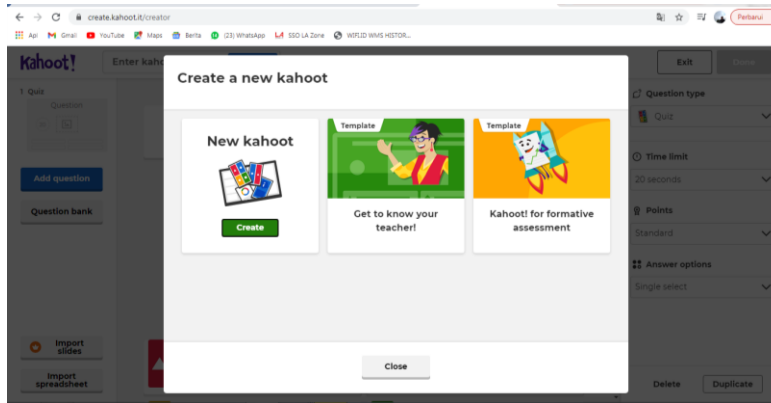 create.kahoot.it/creator
Perbarui
Apl
Gmail
YouTube
Maps
Berita
(23) WhatsApp
SSO LA Zone
WIFI.ID WMS HISTOR...
Kahoot!
Enter kaho
Exit
Done
1 Quiz
Question
Add question
Question bank
Import slides
Import spreadsheet
Create a new kahoot
New kahoot
Create
Template
Get to know your
teacher!
Template
Kahoot! for formative
assessment
Close
Question type
Quiz
Time limit
20 seconds
Points
Standard
Answer options
Single select
Delete
Duplicate